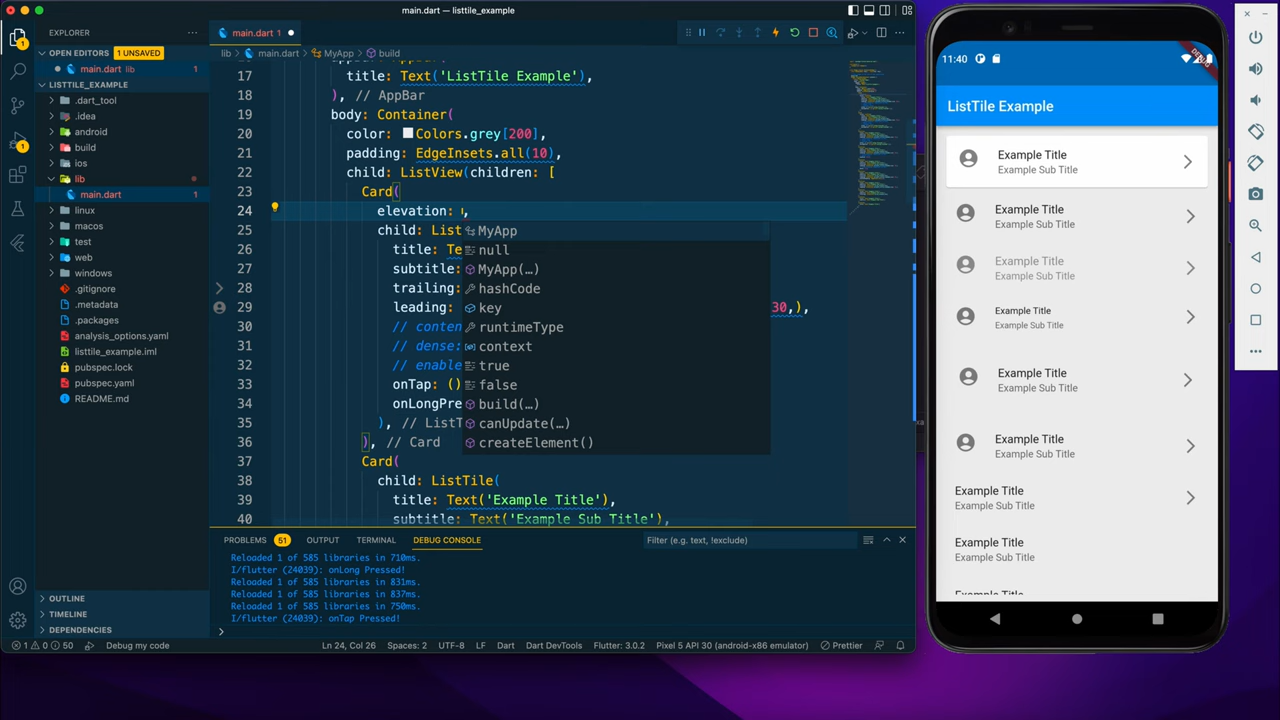 main.dart — listtile_example
EXPLORER
OPEN EDITORS
1 UNSAVED
main.dart lib
1
LISTTILE_EXAMPLE
.dart_tool
.idea
android
build
ios
lib
main.dart
1
linux
macos
test
web
windows
.gitignore
.metadata
.packages
analysis_options.yaml
listtile_example.iml
pubspec.lock
pubspec.yaml
README.md
OUTLINE
TIMELINE
DEPENDENCIES
main.dart 1
lib > main.dart > MyApp > build
17 title: Text('ListTile Example'),
18 ), // AppBar
19 body: Container(
20 color: Colors.grey[200],
21 padding: EdgeInsets.all(10),
22 child: ListView(children: [
23 Card(
24 elevation: ,
25 child: List
26 title: Te
27 subtitle:
28 trailing:
29 leading: 30,),
30 // conten
31 // dense:
32 // enable
33 onTap: ()
34 onLongPre
35 ), // ListT
36 ), // Card
37 Card(
38 child: ListTile(
39 title: Text('Example Title'),
40 subtitle: Text('Example Sub Title'),
MyApp
null
MyApp(…)
hashCode
key
runtimeType
context
true
false
build(…)
canUpdate(…)
createElement()
PROBLEMS 51 OUTPUT TERMINAL DEBUG CONSOLE
Filter (e.g. text, !exclude)
Reloaded 1 of 585 libraries in 710ms.
I/flutter (24039): onLong Pressed!
Reloaded 1 of 585 libraries in 831ms.
Reloaded 1 of 585 libraries in 837ms.
Reloaded 1 of 585 libraries in 750ms.
I/flutter (24039): onTap Pressed!
1 0 50 Debug my code
Ln 24, Col 26 Spaces: 2 UTF-8 LF Dart Dart DevTools Flutter: 3.0.2 Pixel 5 API 30 (android-x86 emulator) Prettier
11:40
DEBUG
ListTile Example
Example Title
Example Sub Title
Example Title
Example Sub Title
Example Title
Example Sub Title
Example Title
Example Sub Title
Example Title
Example Sub Title
Example Title
Example Sub Title
Example Title
Example Sub Title
Example Title
Example Sub Title